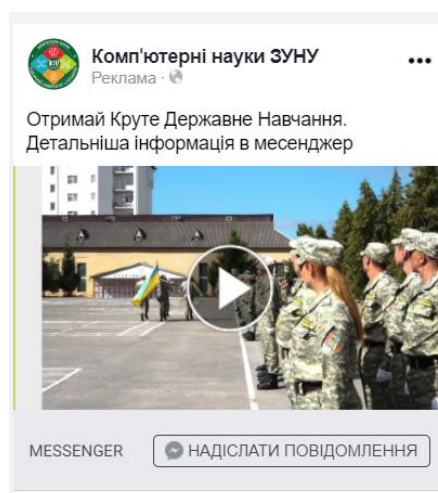 Комп'ютерні науки ЗУНУ
Реклама
Отримай Круте Державне Навчання.
Детальніша інформація в месенджер
MESSENGER
НАДІСЛАТИ ПОВІДОМЛЕННЯ